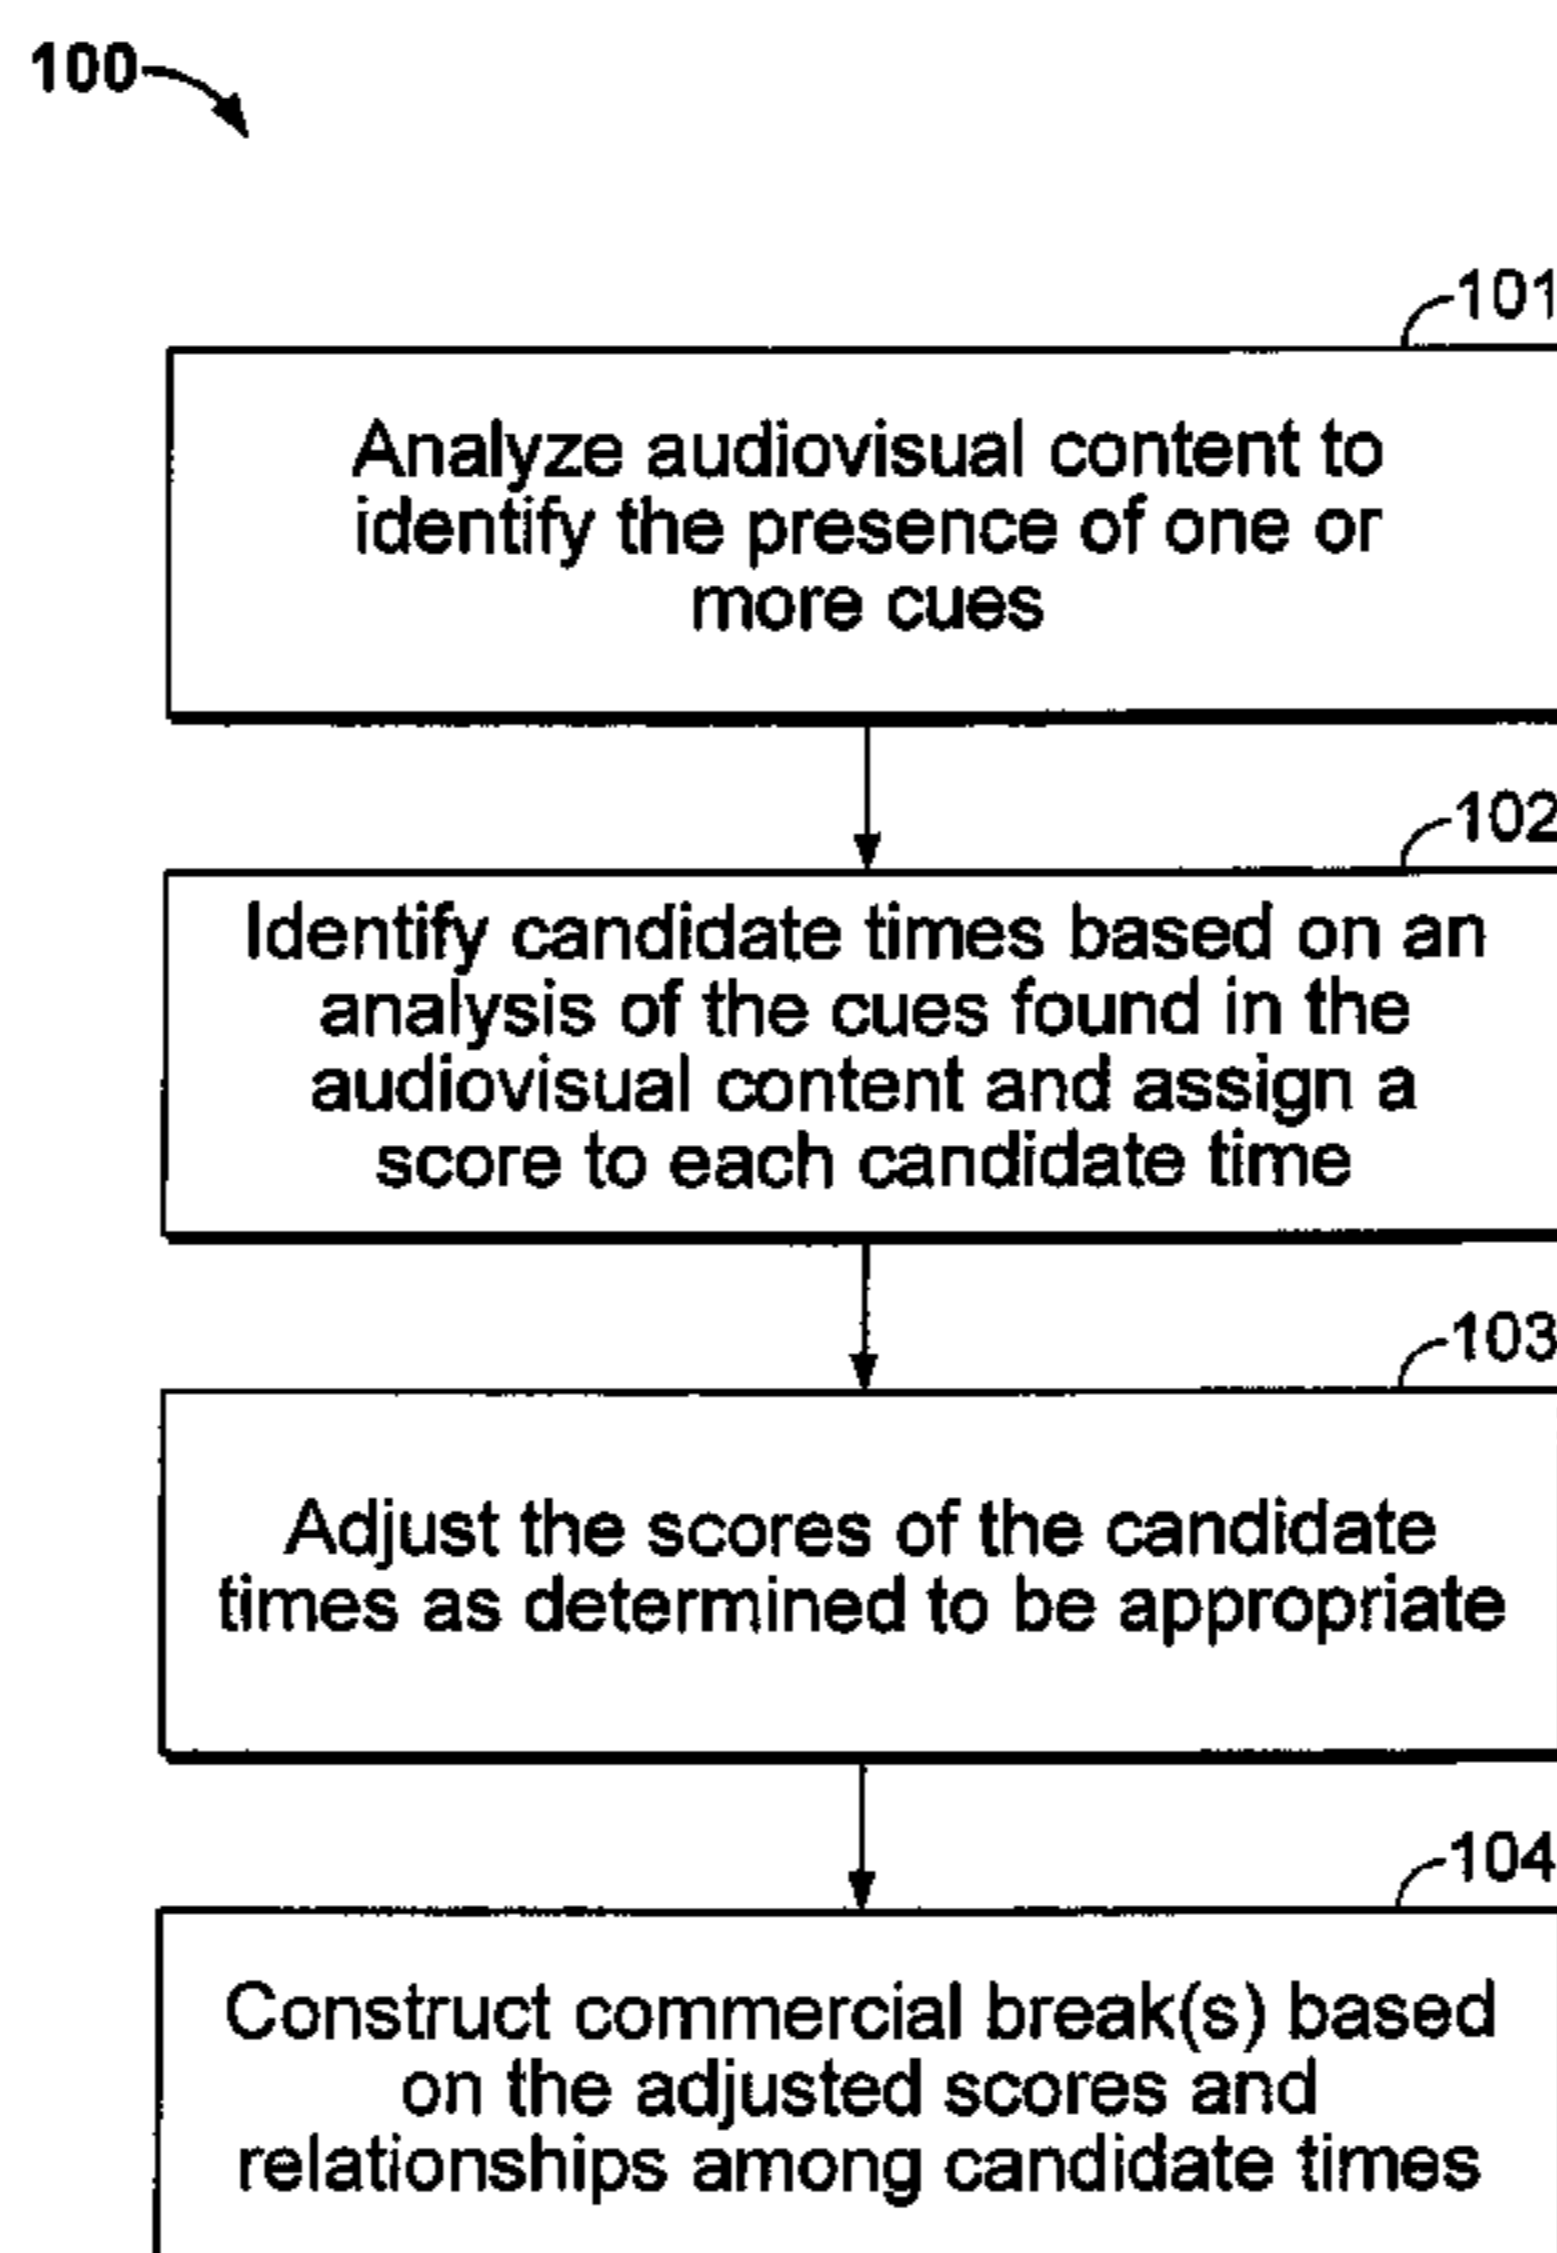 100
101
Analyze audiovisual content to
identify the presence of one or
more cues
102
Identify candidate times based on an
analysis of the cues found in the
audiovisual content and assign a
score to each candidate time
103
Adjust the scores of the candidate
times as determined to be appropriate
104
Construct commercial break(s) based
on the adjusted scores and
relationships among candidate times